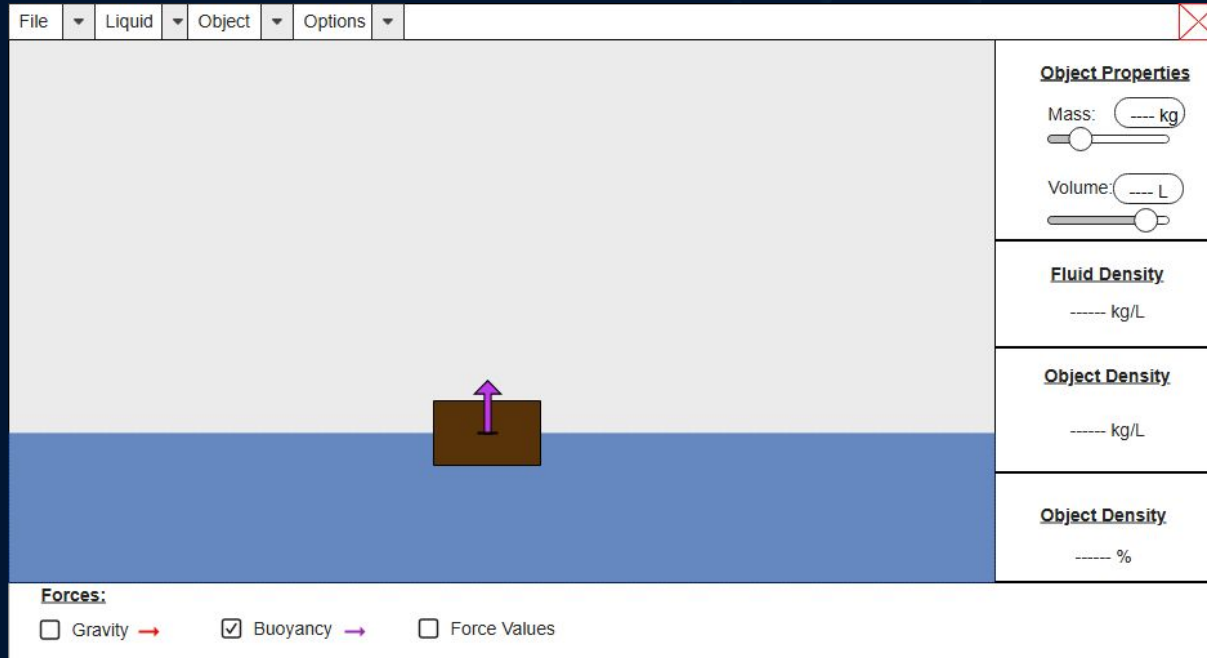 File Liquid Object Options
Object Properties
Mass: ---- kg
Volume: ---- L
Fluid Density
------ kg/L
Object Density
------ kg/L
Object Density
------ %
Forces:
Gravity Buoyancy Force Values